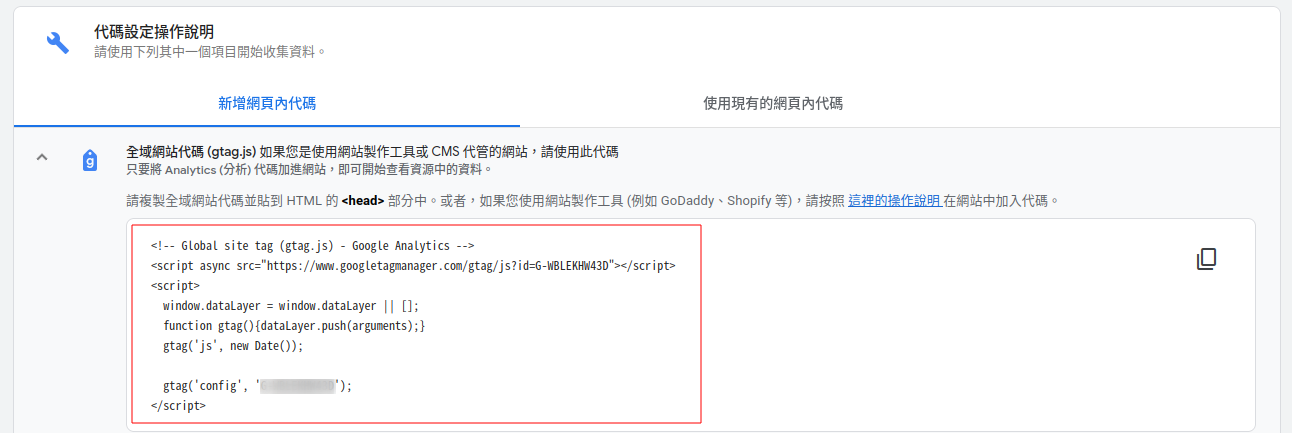 代碼設定操作說明
請使用下列其中一個項目開始收集資料。
新增網頁內代碼
使用現有的網頁內代碼
g
全域網站代碼 (gtag.js) 如果您是使用網站製作工具或 CMS 代管的網站，請使用此代碼
只要將 Analytics (分析) 代碼加進網站，即可開始查看資源中的資料。
請複製全域網站代碼並貼到 HTML 的 <head> 部分中。或者，如果您使用網站製作工具 (例如 GoDaddy、Shopify 等)，請按照 這裡的操作說明 在網站中加入代碼。
<!-- Global site tag (gtag.js) - Google Analytics -->
<script async src="https://www.googletagmanager.com/gtag/js?id=G-WBLEKHW43D"></script>
<script>
window.dataLayer = window.dataLayer || [];
function gtag(){dataLayer.push(arguments);}
gtag('js', new Date());
gtag('config', '');
</script>